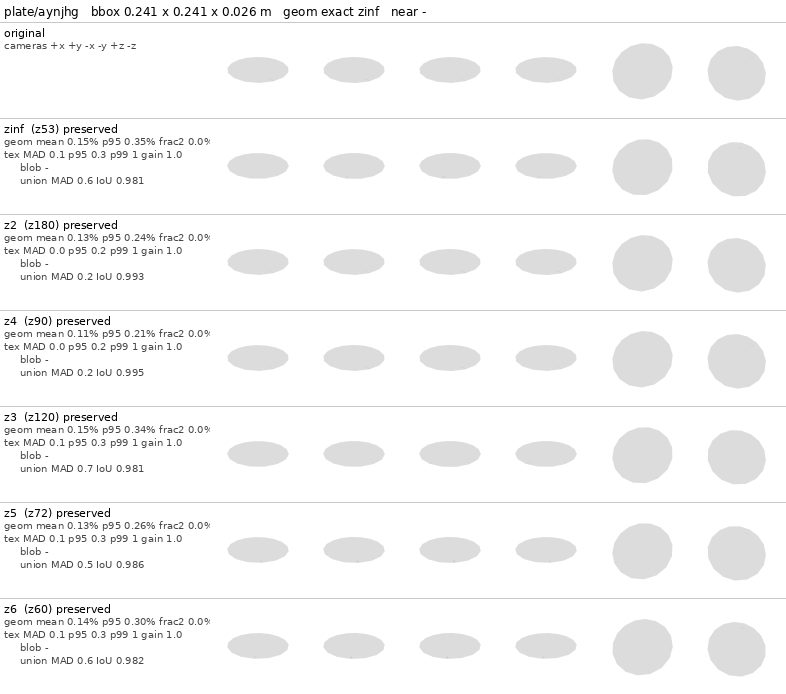 plate/aynjhg   bbox 0.241 x 0.241 x 0.026 m   geom exact zinf   near -
original
cameras +x +y -x -y +z -z
zinf  (z53) preserved
geom mean 0.15% p95 0.35% frac2 0.0%
tex MAD 0.1 p95 0.3 p99 1 gain 1.0
blob -
union MAD 0.6 IoU 0.981
z2  (z180) preserved
geom mean 0.13% p95 0.24% frac2 0.0%
tex MAD 0.0 p95 0.2 p99 1 gain 1.0
blob -
union MAD 0.2 IoU 0.993
z4  (z90) preserved
geom mean 0.11% p95 0.21% frac2 0.0%
tex MAD 0.0 p95 0.2 p99 1 gain 1.0
blob -
union MAD 0.2 IoU 0.995
z3  (z120) preserved
geom mean 0.15% p95 0.34% frac2 0.0%
tex MAD 0.1 p95 0.3 p99 1 gain 1.0
blob -
union MAD 0.7 IoU 0.981
z5  (z72) preserved
geom mean 0.13% p95 0.26% frac2 0.0%
tex MAD 0.1 p95 0.3 p99 1 gain 1.0
blob -
union MAD 0.5 IoU 0.986
z6  (z60) preserved
geom mean 0.14% p95 0.30% frac2 0.0%
tex MAD 0.1 p95 0.3 p99 1 gain 1.0
blob -
union MAD 0.6 IoU 0.982